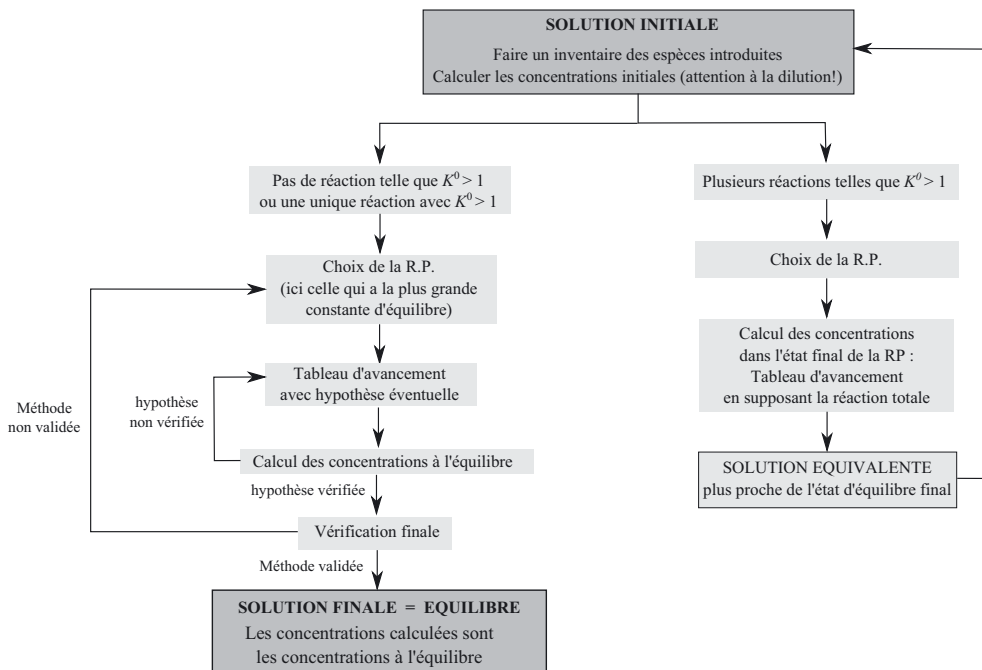 SOLUTION INITIALE
Faire un inventaire des espèces introduites
Calculer les concentrations initiales (attention à la dilution!)
Pas de réaction telle que K⁰ > 1
ou une unique réaction avec K⁰ > 1
Plusieurs réactions telles que K⁰ > 1
Choix de la R.P.
(ici celle qui a la plus grande
constante d'équilibre)
Choix de la R.P.
Tableau d'avancement
avec hypothèse éventuelle
Calcul des concentrations
dans l'état final de la RP :
Tableau d'avancement
en supposant la réaction totale
Méthode
non validée
hypothèse
non vérifiée
Calcul des concentrations à l'équilibre
hypothèse vérifiée
SOLUTION EQUIVALENTE
plus proche de l'état d'équilibre final
Vérification finale
Méthode validée
SOLUTION FINALE = EQUILIBRE
Les concentrations calculées sont
les concentrations à l'équilibre